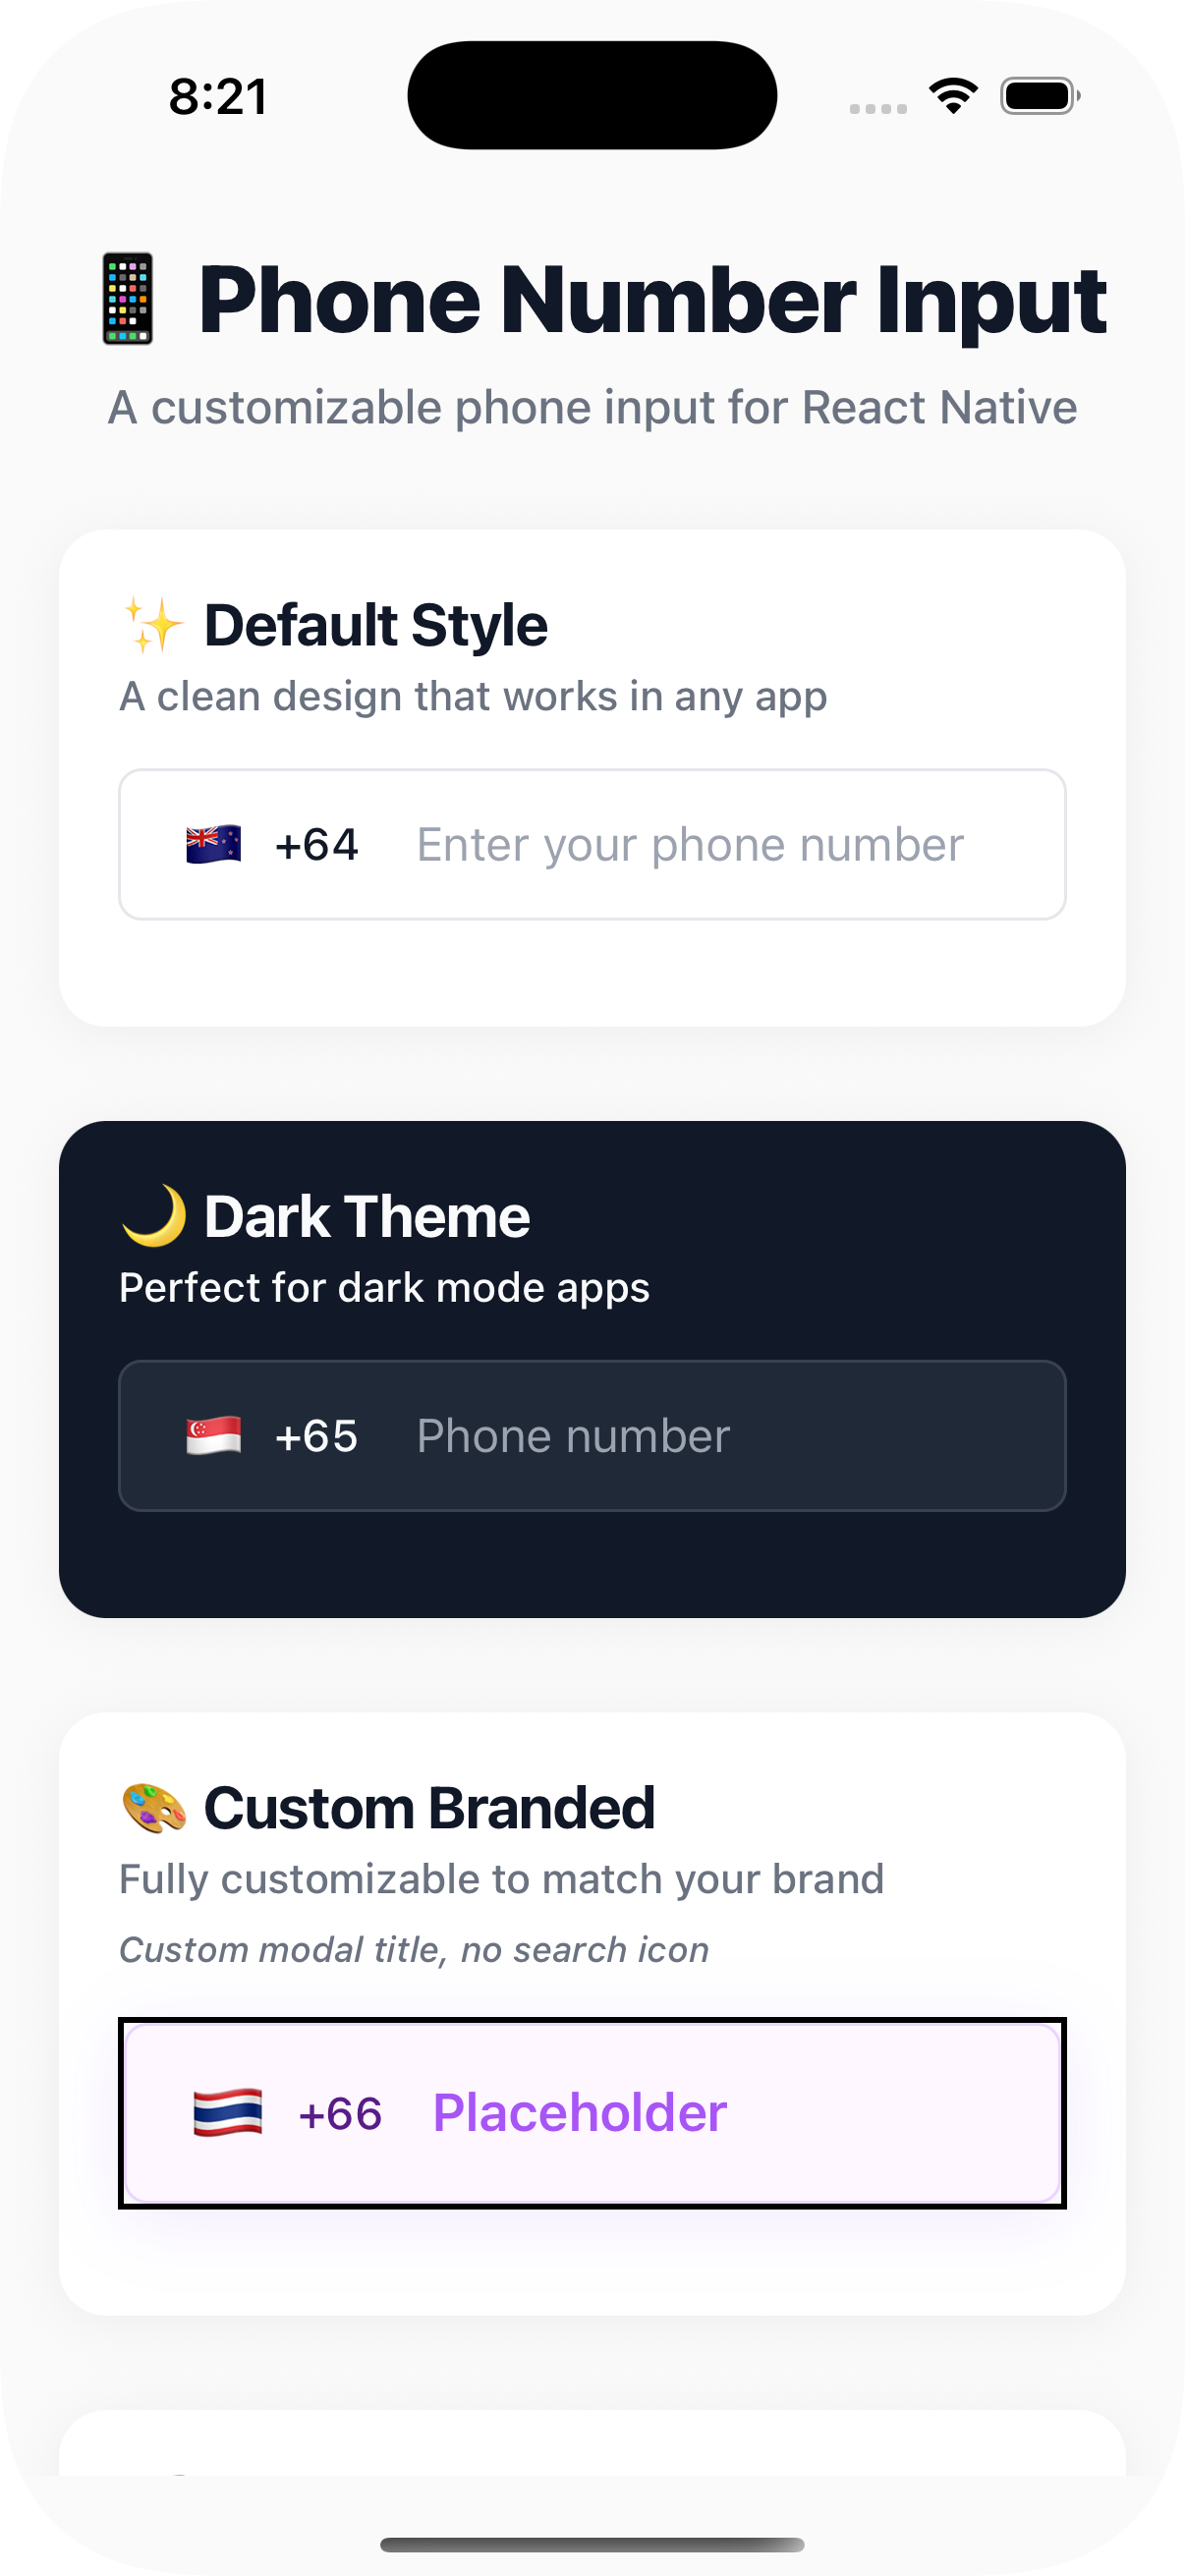 8:21
Phone Number Input
A customizable phone input for React Native
Default Style
A clean design that works in any app
+64 Enter your phone number
Dark Theme
Perfect for dark mode apps
+65 Phone number
Custom Branded
Fully customizable to match your brand
Custom modal title, no search icon
+66 Placeholder